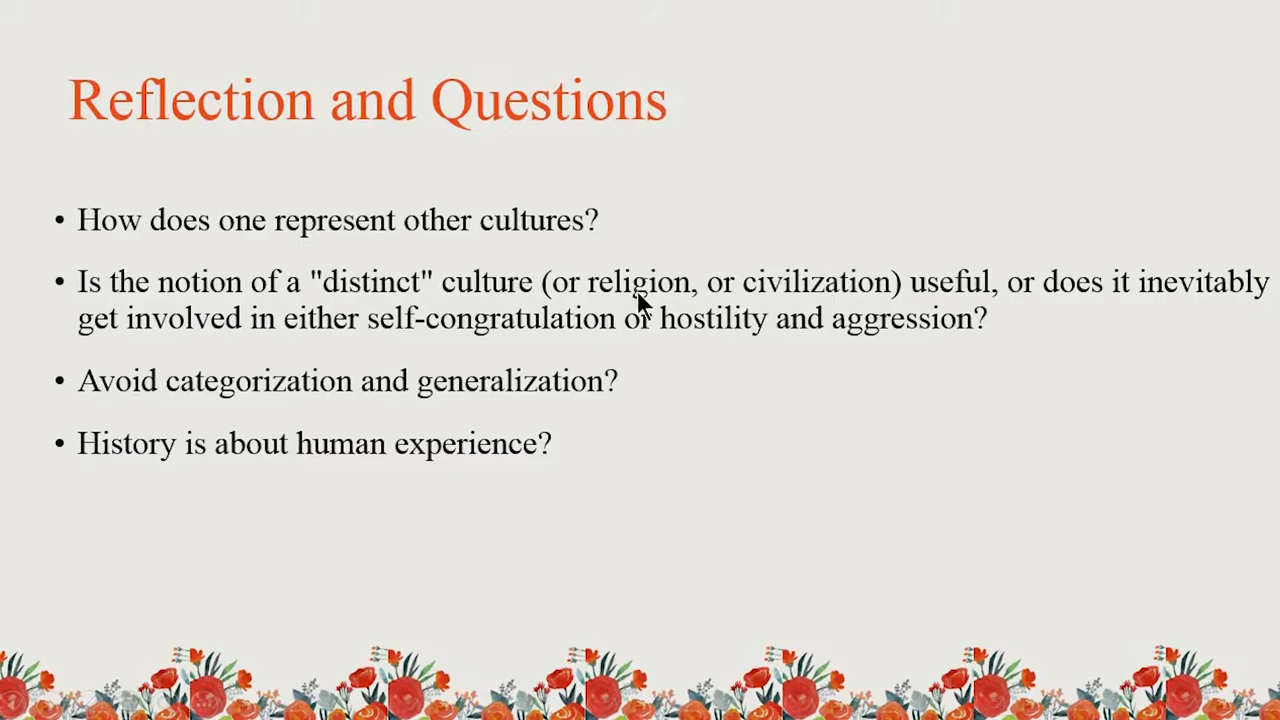 Reflection and Questions
• How does one represent other cultures?
• Is the notion of a "distinct" culture (or religion, or civilization) useful, or does it inevitably
get involved in either self-congratulation or hostility and aggression?
• Avoid categorization and generalization?
• History is about human experience?